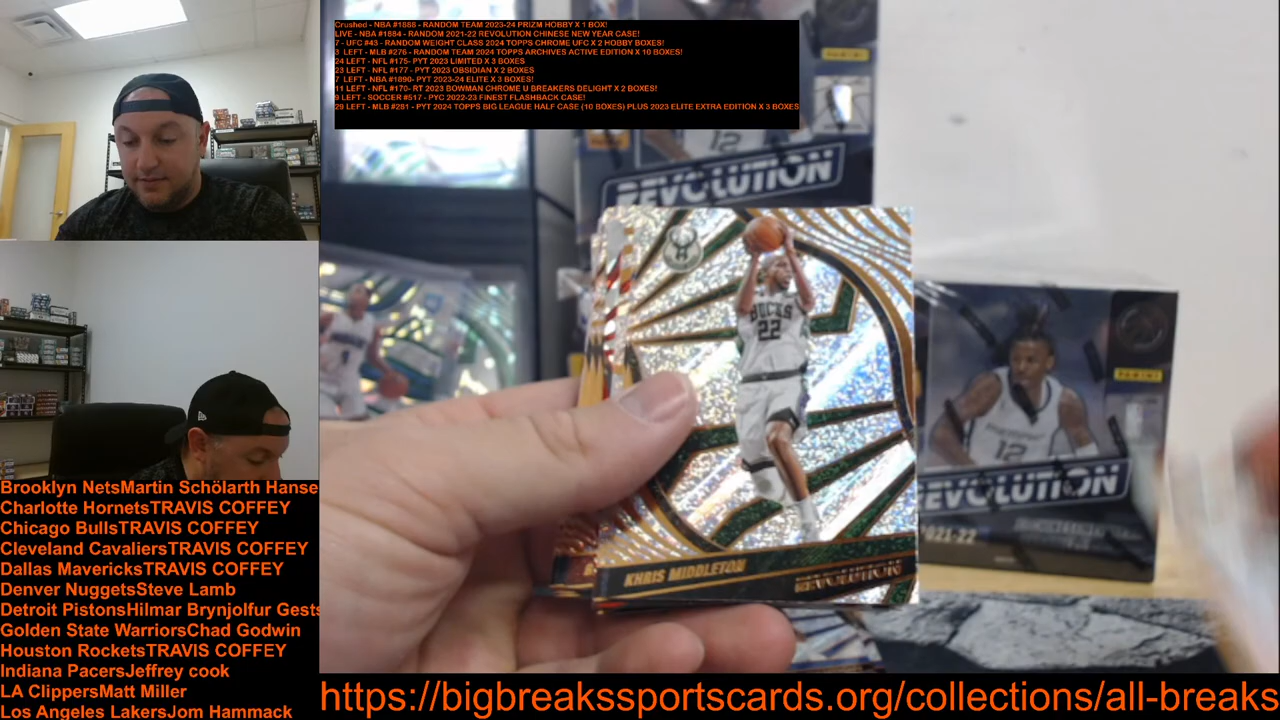 Crushed - NBA #1888 - RANDOM TEAM 2023-24 PRIZM HOBBY X 1 BOX!
LIVE - NBA #1884 - RANDOM 2021-22 REVOLUTION CHINESE NEW YEAR CASE!
7 - UFC #43 - RANDOM WEIGHT CLASS 2024 TOPPS CHROME UFC X 2 HOBBY BOXES!
3 LEFT - MLB #276 - RANDOM TEAM 2024 TOPPS ARCHIVES ACTIVE EDITION X 10 BOXES!
24 LEFT - NFL #175- PYT 2023 LIMITED X 3 BOXES
23 LEFT - NFL #177 - PYT 2023 OBSIDIAN X 2 BOXES
7 LEFT - NBA #1890- PYT 2023-24 ELITE X 3 BOXES!
11 LEFT - NFL #170- RT 2023 BOWMAN CHROME U BREAKERS DELIGHT X 2 BOXES!
9 LEFT - SOCCER #517 - PYC 2022-23 FINEST FLASHBACK CASE!
29 LEFT - MLB #281 - PYT 2024 TOPPS BIG LEAGUE HALF CASE (10 BOXES) PLUS 2023 ELITE EXTRA EDITION X 3 BOXES
PANINI
12
REVOLUTION
BUCKS
22
KHRIS MIDDLETON
REVOLUTION
PANINI
12
REVOLUTION
2021-22
Brooklyn NetsMartin Schölarth Hanse
Charlotte HornetsTRAVIS COFFEY
Chicago BullsTRAVIS COFFEY
Cleveland CavaliersTRAVIS COFFEY
Dallas MavericksTRAVIS COFFEY
Denver NuggetsSteve Lamb
Detroit PistonsHilmar Brynjolfur Gests
Golden State WarriorsChad Godwin
Houston RocketsTRAVIS COFFEY
Indiana PacersJeffrey cook
LA ClippersMatt Miller
Los Angeles LakersJom Hammack
https://bigbreakssportscards.org/collections/all-breaks